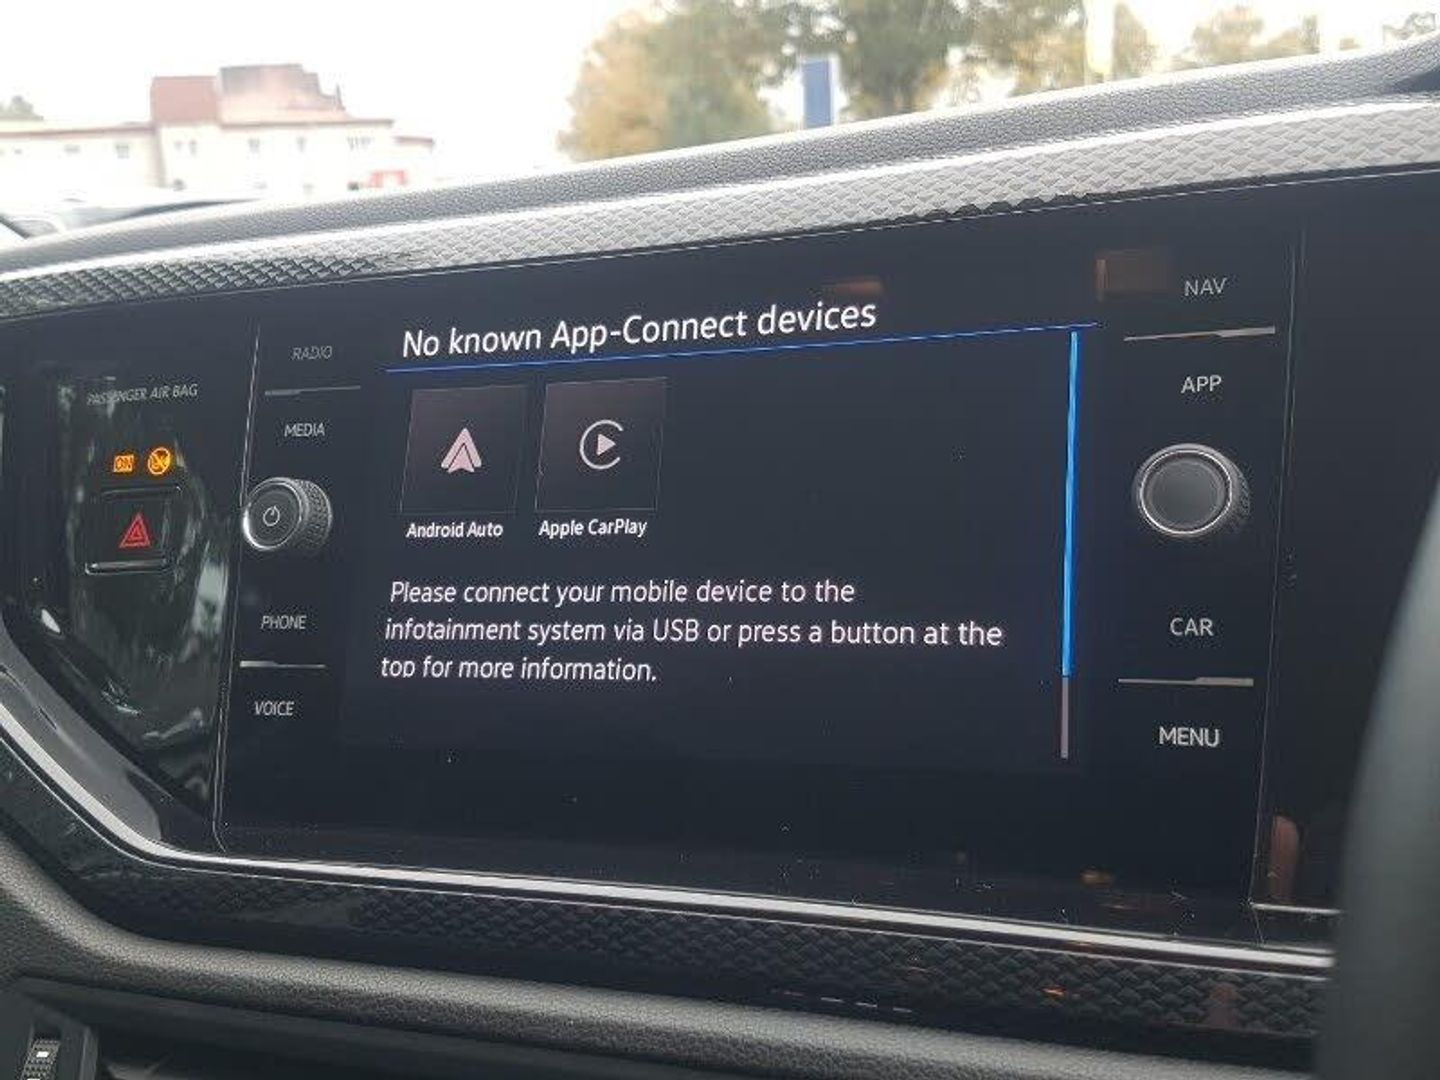 No known App-Connect devices
NAV
RADIO
APP
PASSENGER AIR BAG
MEDIA
ON
Android Auto
Apple CarPlay
Please connect your mobile device to the
infotainment system via USB or press a button at the
top for more information.
PHONE
CAR
VOICE
MENU